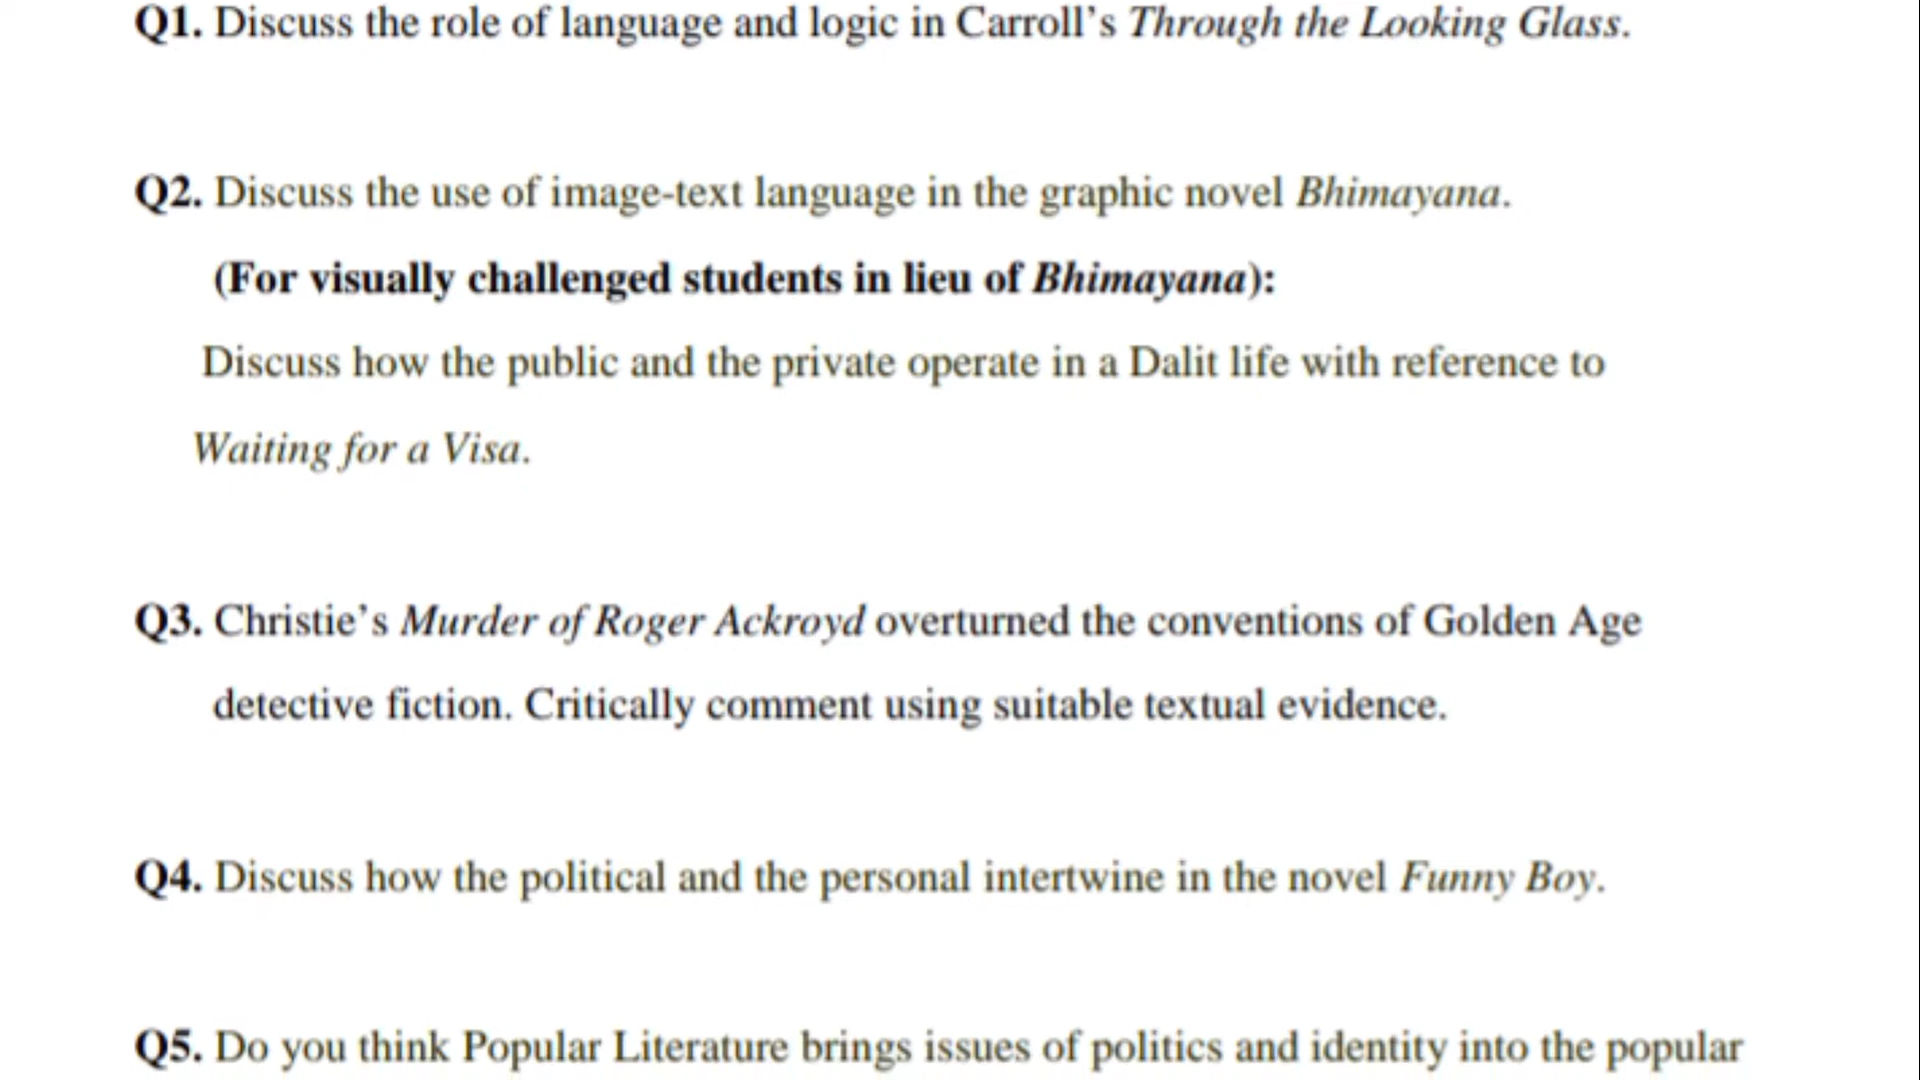 Q1. Discuss the role of language and logic in Carroll’s Through the Looking Glass.
Q2. Discuss the use of image-text language in the graphic novel Bhimayana.
(For visually challenged students in lieu of Bhimayana):
Discuss how the public and the private operate in a Dalit life with reference to
Waiting for a Visa.
Q3. Christie’s Murder of Roger Ackroyd overturned the conventions of Golden Age
detective fiction. Critically comment using suitable textual evidence.
Q4. Discuss how the political and the personal intertwine in the novel Funny Boy.
Q5. Do you think Popular Literature brings issues of politics and identity into the popular